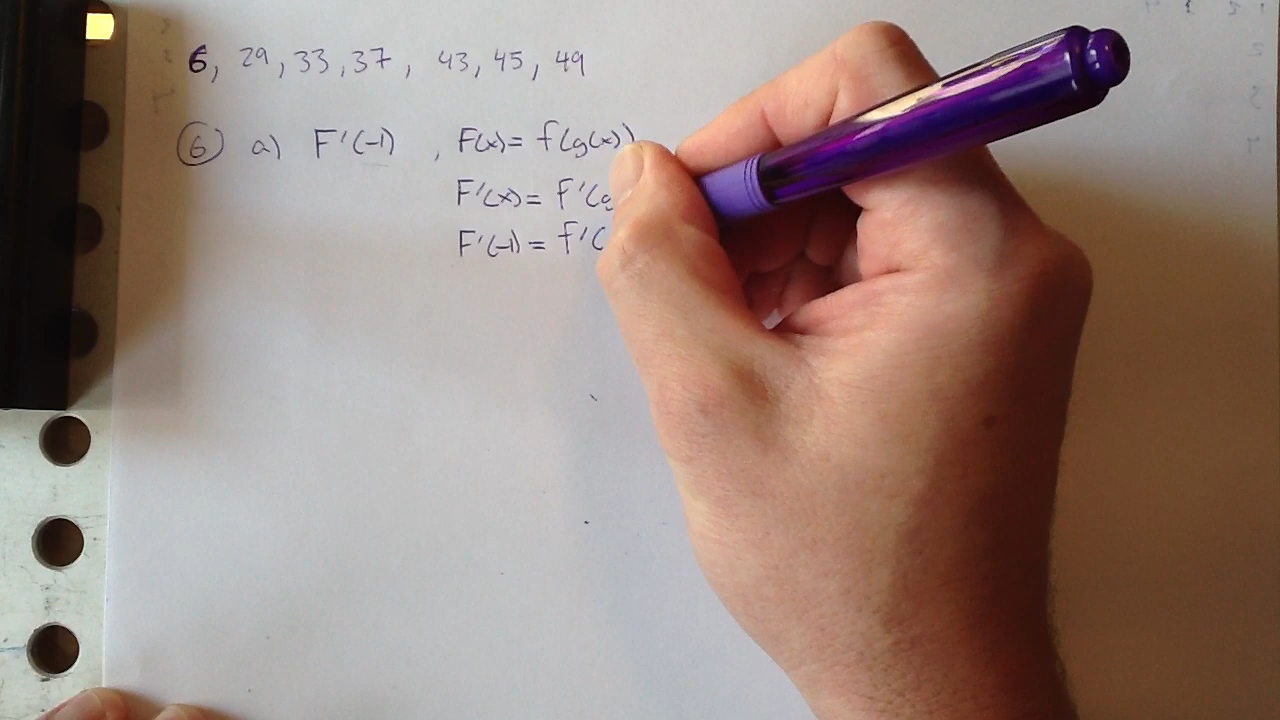 6, 29, 33, 37, 43, 45, 49
⑥ a) F'(-1) , F(x) = f(g(x))
F'(x) = f'(g
F'(-1) = f'(